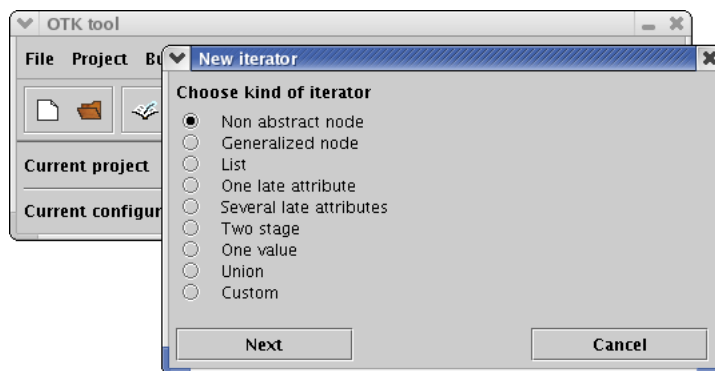 OTK tool
File Project Bu
New iterator
Choose kind of iterator
Non abstract node
Generalized node
List
One late attribute
Several late attributes
Two stage
One value
Union
Custom
Current project
Current configur
Next Cancel